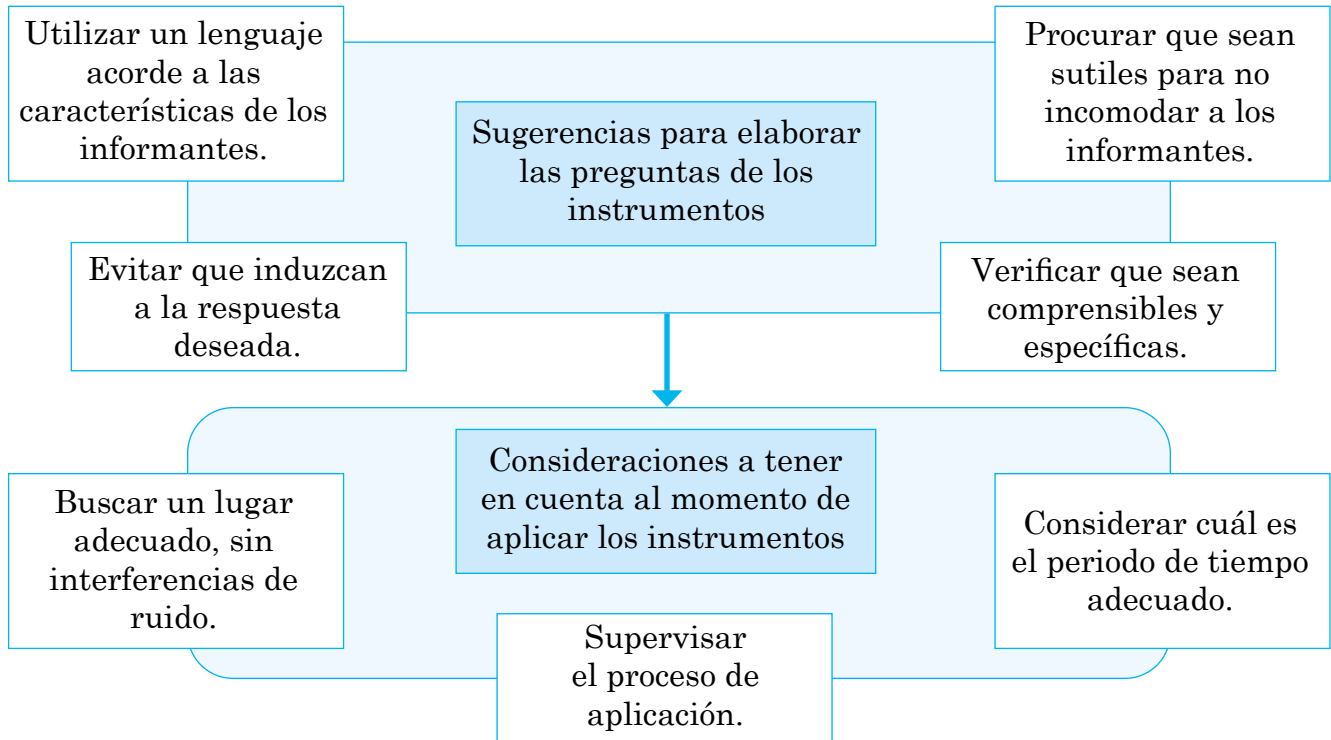 Utilizar un lenguaje
acorde a las
características de los
informantes.
Sugerencias para elaborar
las preguntas de los
instrumentos
Procurar que sean
sutiles para no
incomodar a los
informantes.
Evitar que induzcan
a la respuesta
deseada.
Verificar que sean
comprensibles y
específicas.
Consideraciones a tener
en cuenta al momento de
aplicar los instrumentos
Buscar un lugar
adecuado, sin
interferencias de
ruido.
Considerar cuál es
el periodo de tiempo
adecuado.
Supervisar
el proceso de
aplicación.